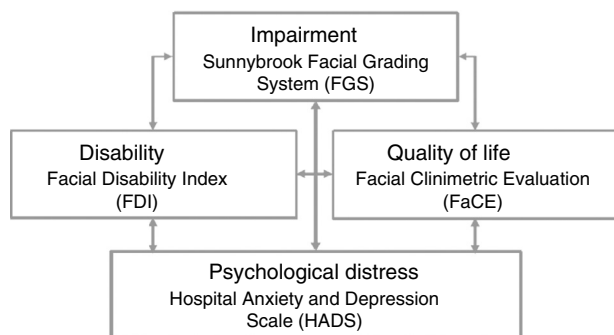 Impairment
Sunnybrook Facial Grading
System (FGS)
Disability
Facial Disability Index
(FDI)
Quality of life
Facial Clinimetric Evaluation
(FaCE)
Psychological distress
Hospital Anxiety and Depression
Scale (HADS)